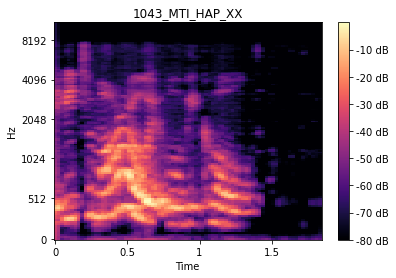 1043_MTI_HAP_XX
8192
4096
2048
1024
512
0
Hz
0
0.5
1
1.5
Time
-10 dB
-20 dB
-30 dB
-40 dB
-50 dB
-60 dB
-70 dB
-80 dB